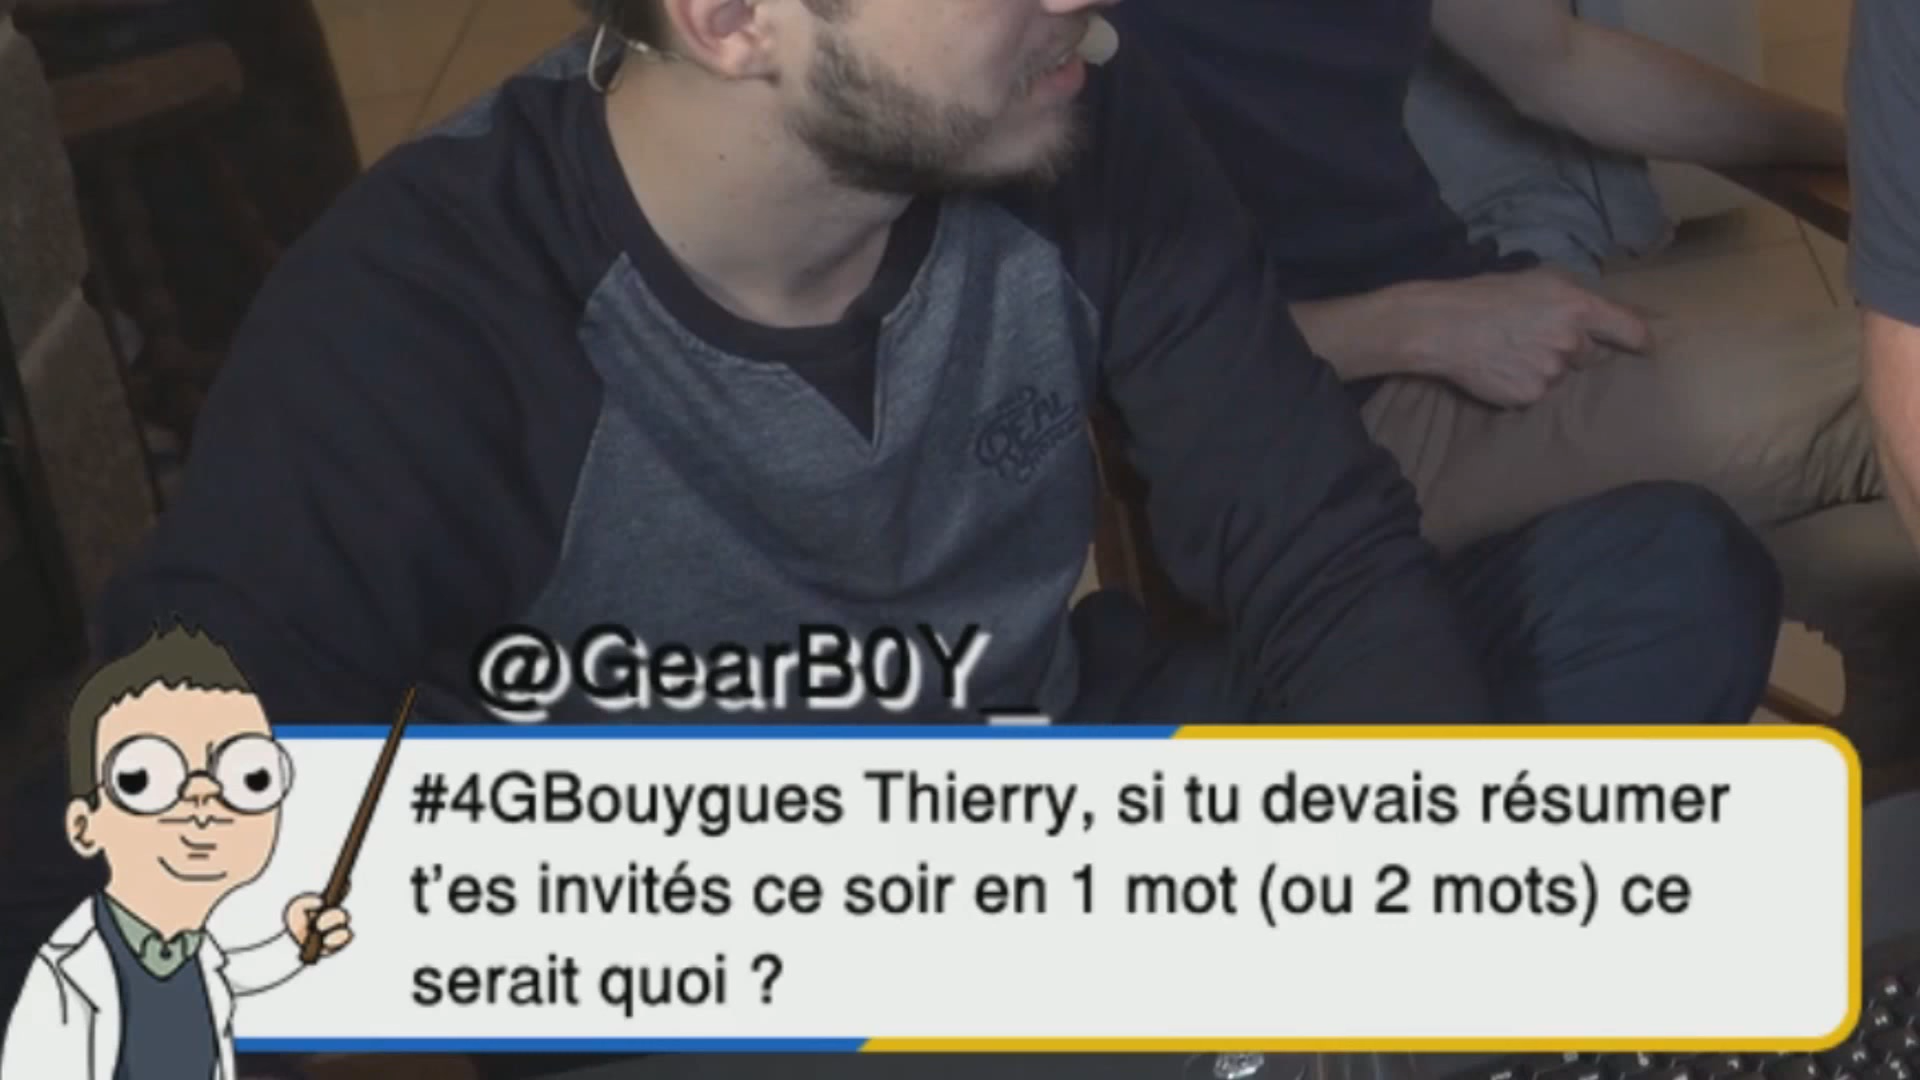 @GearB0Y_
#4GBouygues Thierry, si tu devais résumer
t'es invités ce soir en 1 mot (ou 2 mots) ce
serait quoi ?